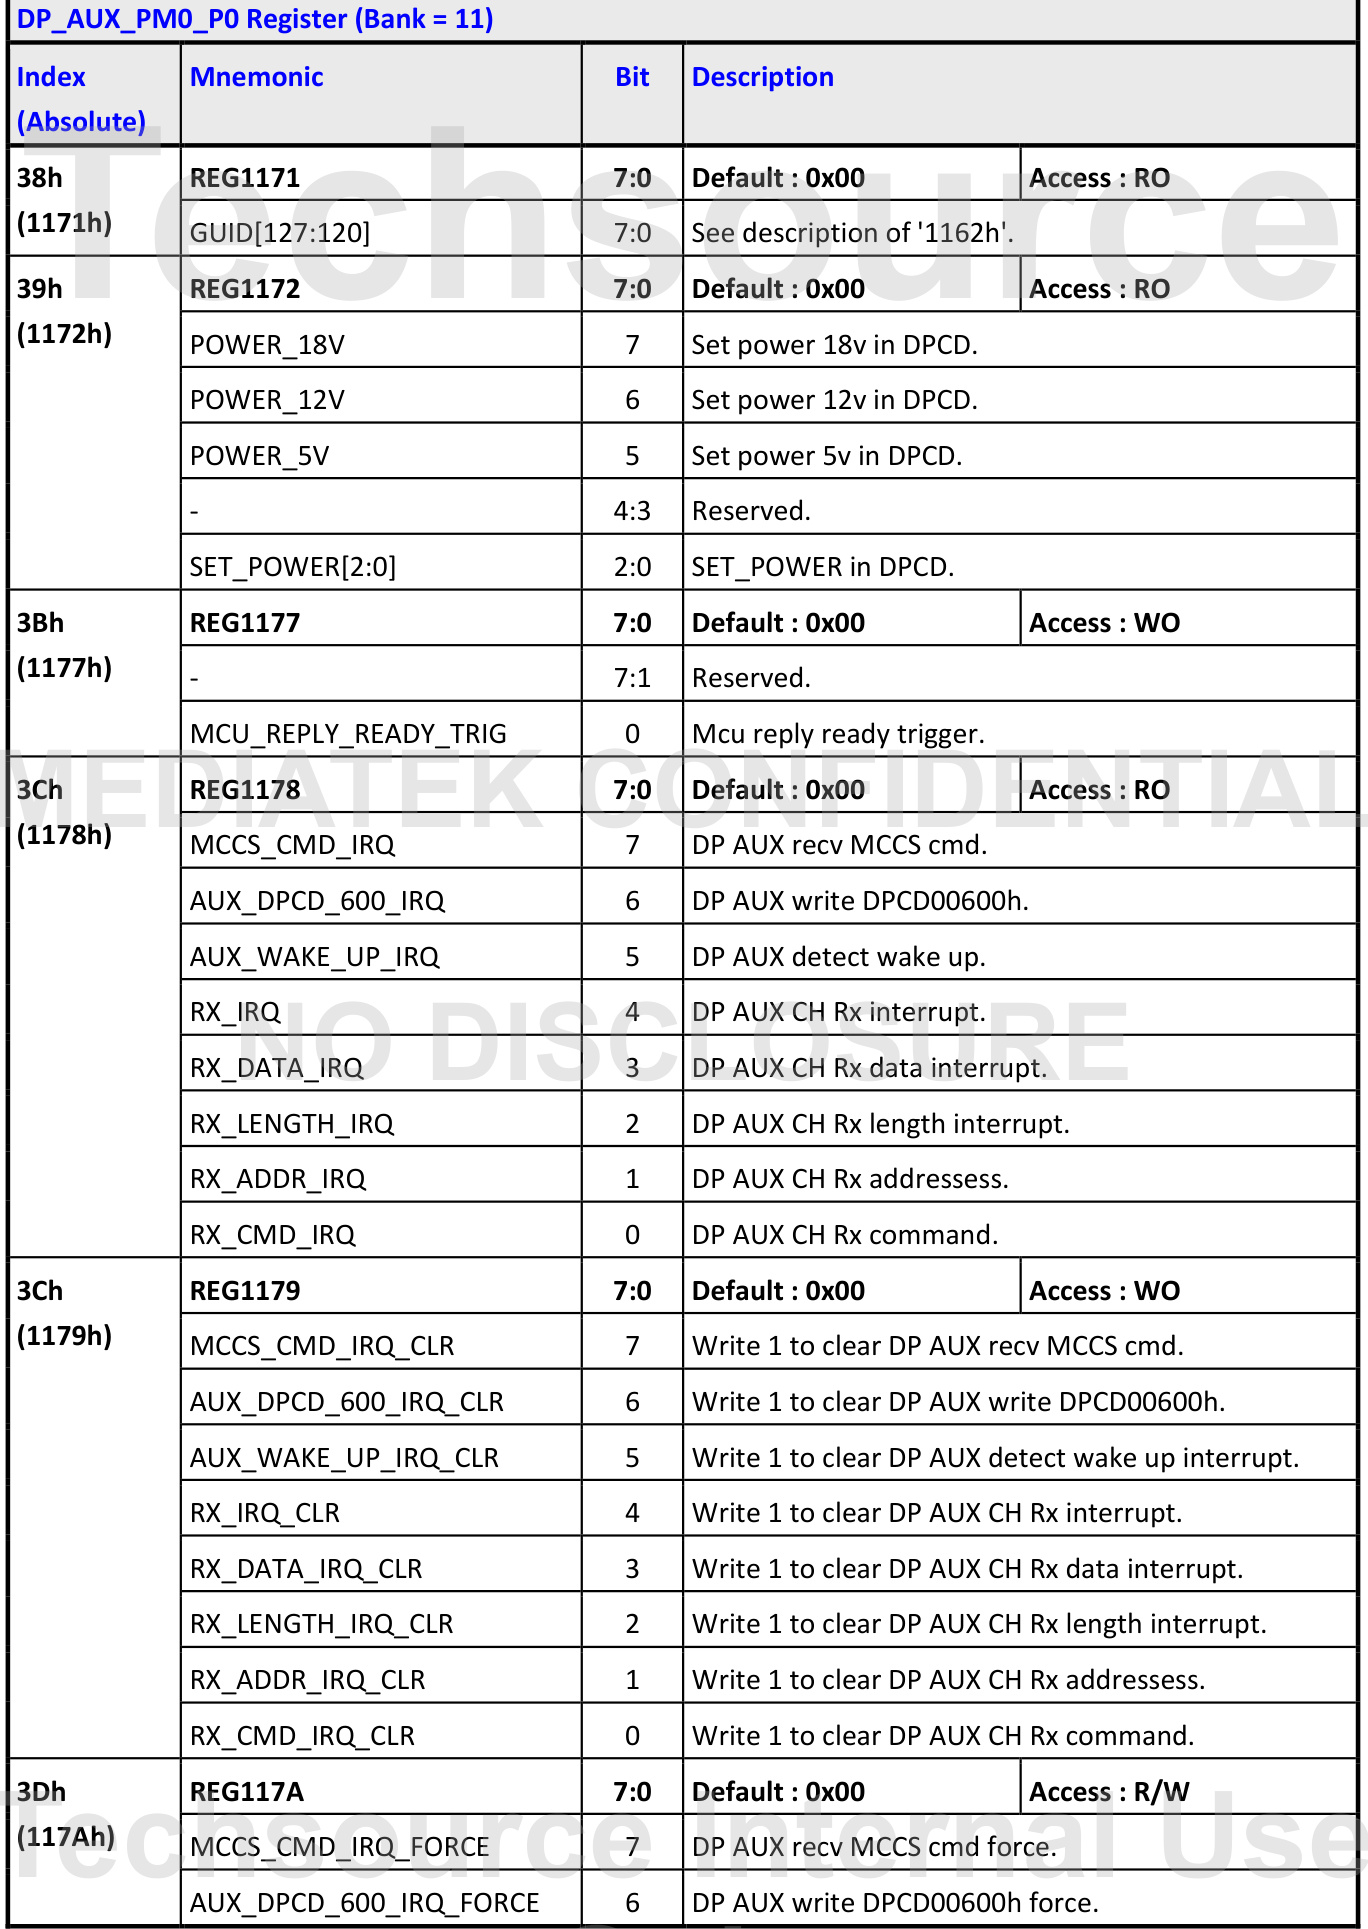 DP_AUX_PM0_P0 Register (Bank = 11)
Index (Absolute) Mnemonic Bit Description
38h (1171h) REG1171 7:0 Default : 0x00 Access : RO
GUID[127:120] 7:0 See description of '1162h'.
Techsource
39h (1172h) REG1172 7:0 Default : 0x00 Access : RO
POWER_18V 7 Set power 18v in DPCD.
POWER_12V 6 Set power 12v in DPCD.
POWER_5V 5 Set power 5v in DPCD.
- 4:3 Reserved.
SET_POWER[2:0] 2:0 SET_POWER in DPCD.
3Bh (1177h) REG1177 7:0 Default : 0x00 Access : WO
- 7:1 Reserved.
MCU_REPLY_READY_TRIG 0 Mcu reply ready trigger.
MEDIATEK CONFIDENTIAL
3Ch (1178h) REG1178 7:0 Default : 0x00 Access : RO
MCCS_CMD_IRQ 7 DP AUX recv MCCS cmd.
AUX_DPCD_600_IRQ 6 DP AUX write DPCD00600h.
AUX_WAKE_UP_IRQ 5 DP AUX detect wake up.
RX_IRQ 4 DP AUX CH Rx interrupt.
NO DISCLOSURE
RX_DATA_IRQ 3 DP AUX CH Rx data interrupt.
RX_LENGTH_IRQ 2 DP AUX CH Rx length interrupt.
RX_ADDR_IRQ 1 DP AUX CH Rx addressess.
RX_CMD_IRQ 0 DP AUX CH Rx command.
3Ch (1179h) REG1179 7:0 Default : 0x00 Access : WO
MCCS_CMD_IRQ_CLR 7 Write 1 to clear DP AUX recv MCCS cmd.
AUX_DPCD_600_IRQ_CLR 6 Write 1 to clear DP AUX write DPCD00600h.
AUX_WAKE_UP_IRQ_CLR 5 Write 1 to clear DP AUX detect wake up interrupt.
RX_IRQ_CLR 4 Write 1 to clear DP AUX CH Rx interrupt.
RX_DATA_IRQ_CLR 3 Write 1 to clear DP AUX CH Rx data interrupt.
RX_LENGTH_IRQ_CLR 2 Write 1 to clear DP AUX CH Rx length interrupt.
RX_ADDR_IRQ_CLR 1 Write 1 to clear DP AUX CH Rx addressess.
RX_CMD_IRQ_CLR 0 Write 1 to clear DP AUX CH Rx command.
3Dh (117Ah) REG117A 7:0 Default : 0x00 Access : R/W
Techsource Internal Use
MCCS_CMD_IRQ_FORCE 7 DP AUX recv MCCS cmd force.
AUX_DPCD_600_IRQ_FORCE 6 DP AUX write DPCD00600h force.